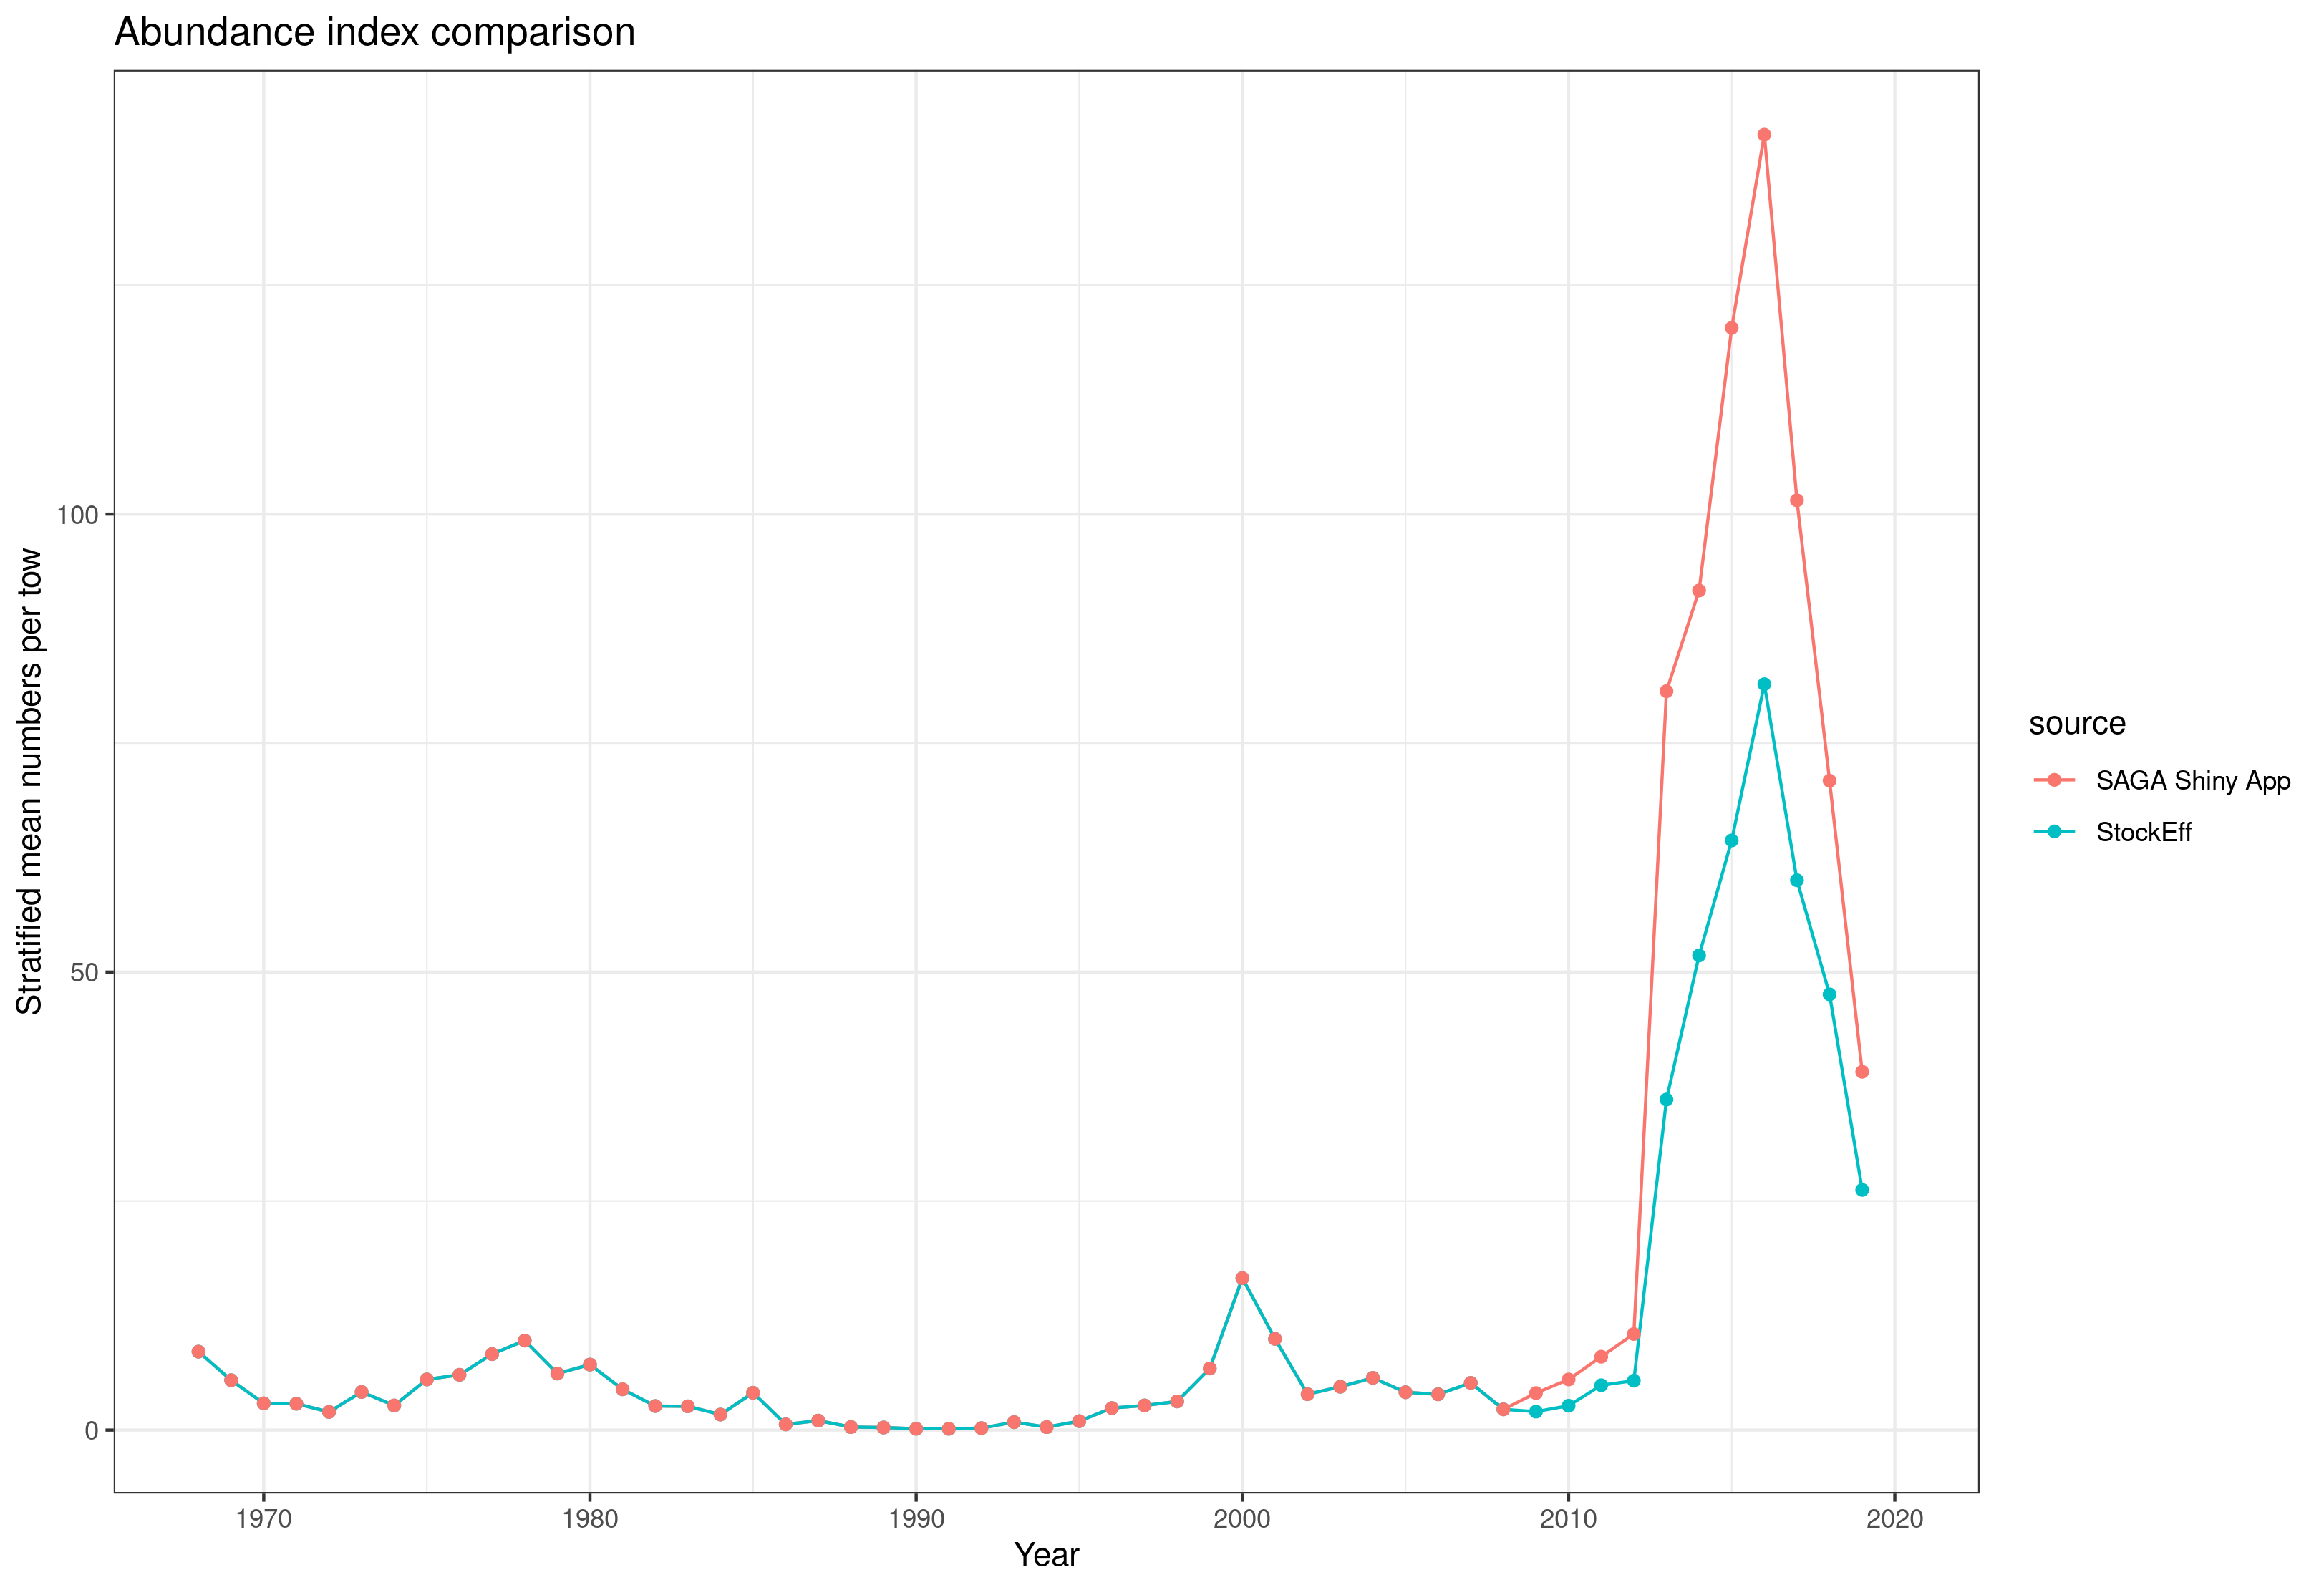 Abundance index comparison
Stratified mean numbers per tow
100
50
0
1970
1980
1990
2000
2010
2020
Year
source
SAGA Shiny App
StockEff